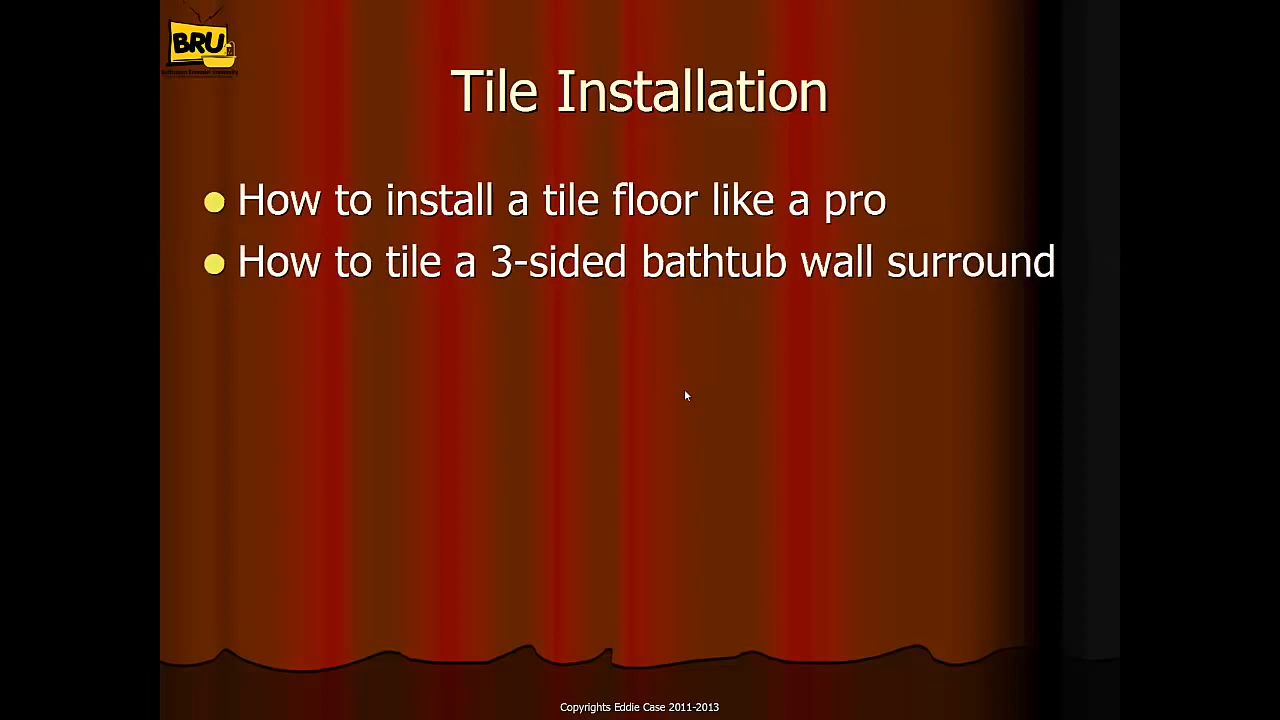 BRU
Tile Installation
How to install a tile floor like a pro
How to tile a 3-sided bathtub wall surround
Copyrights Eddie Case 2011-2013